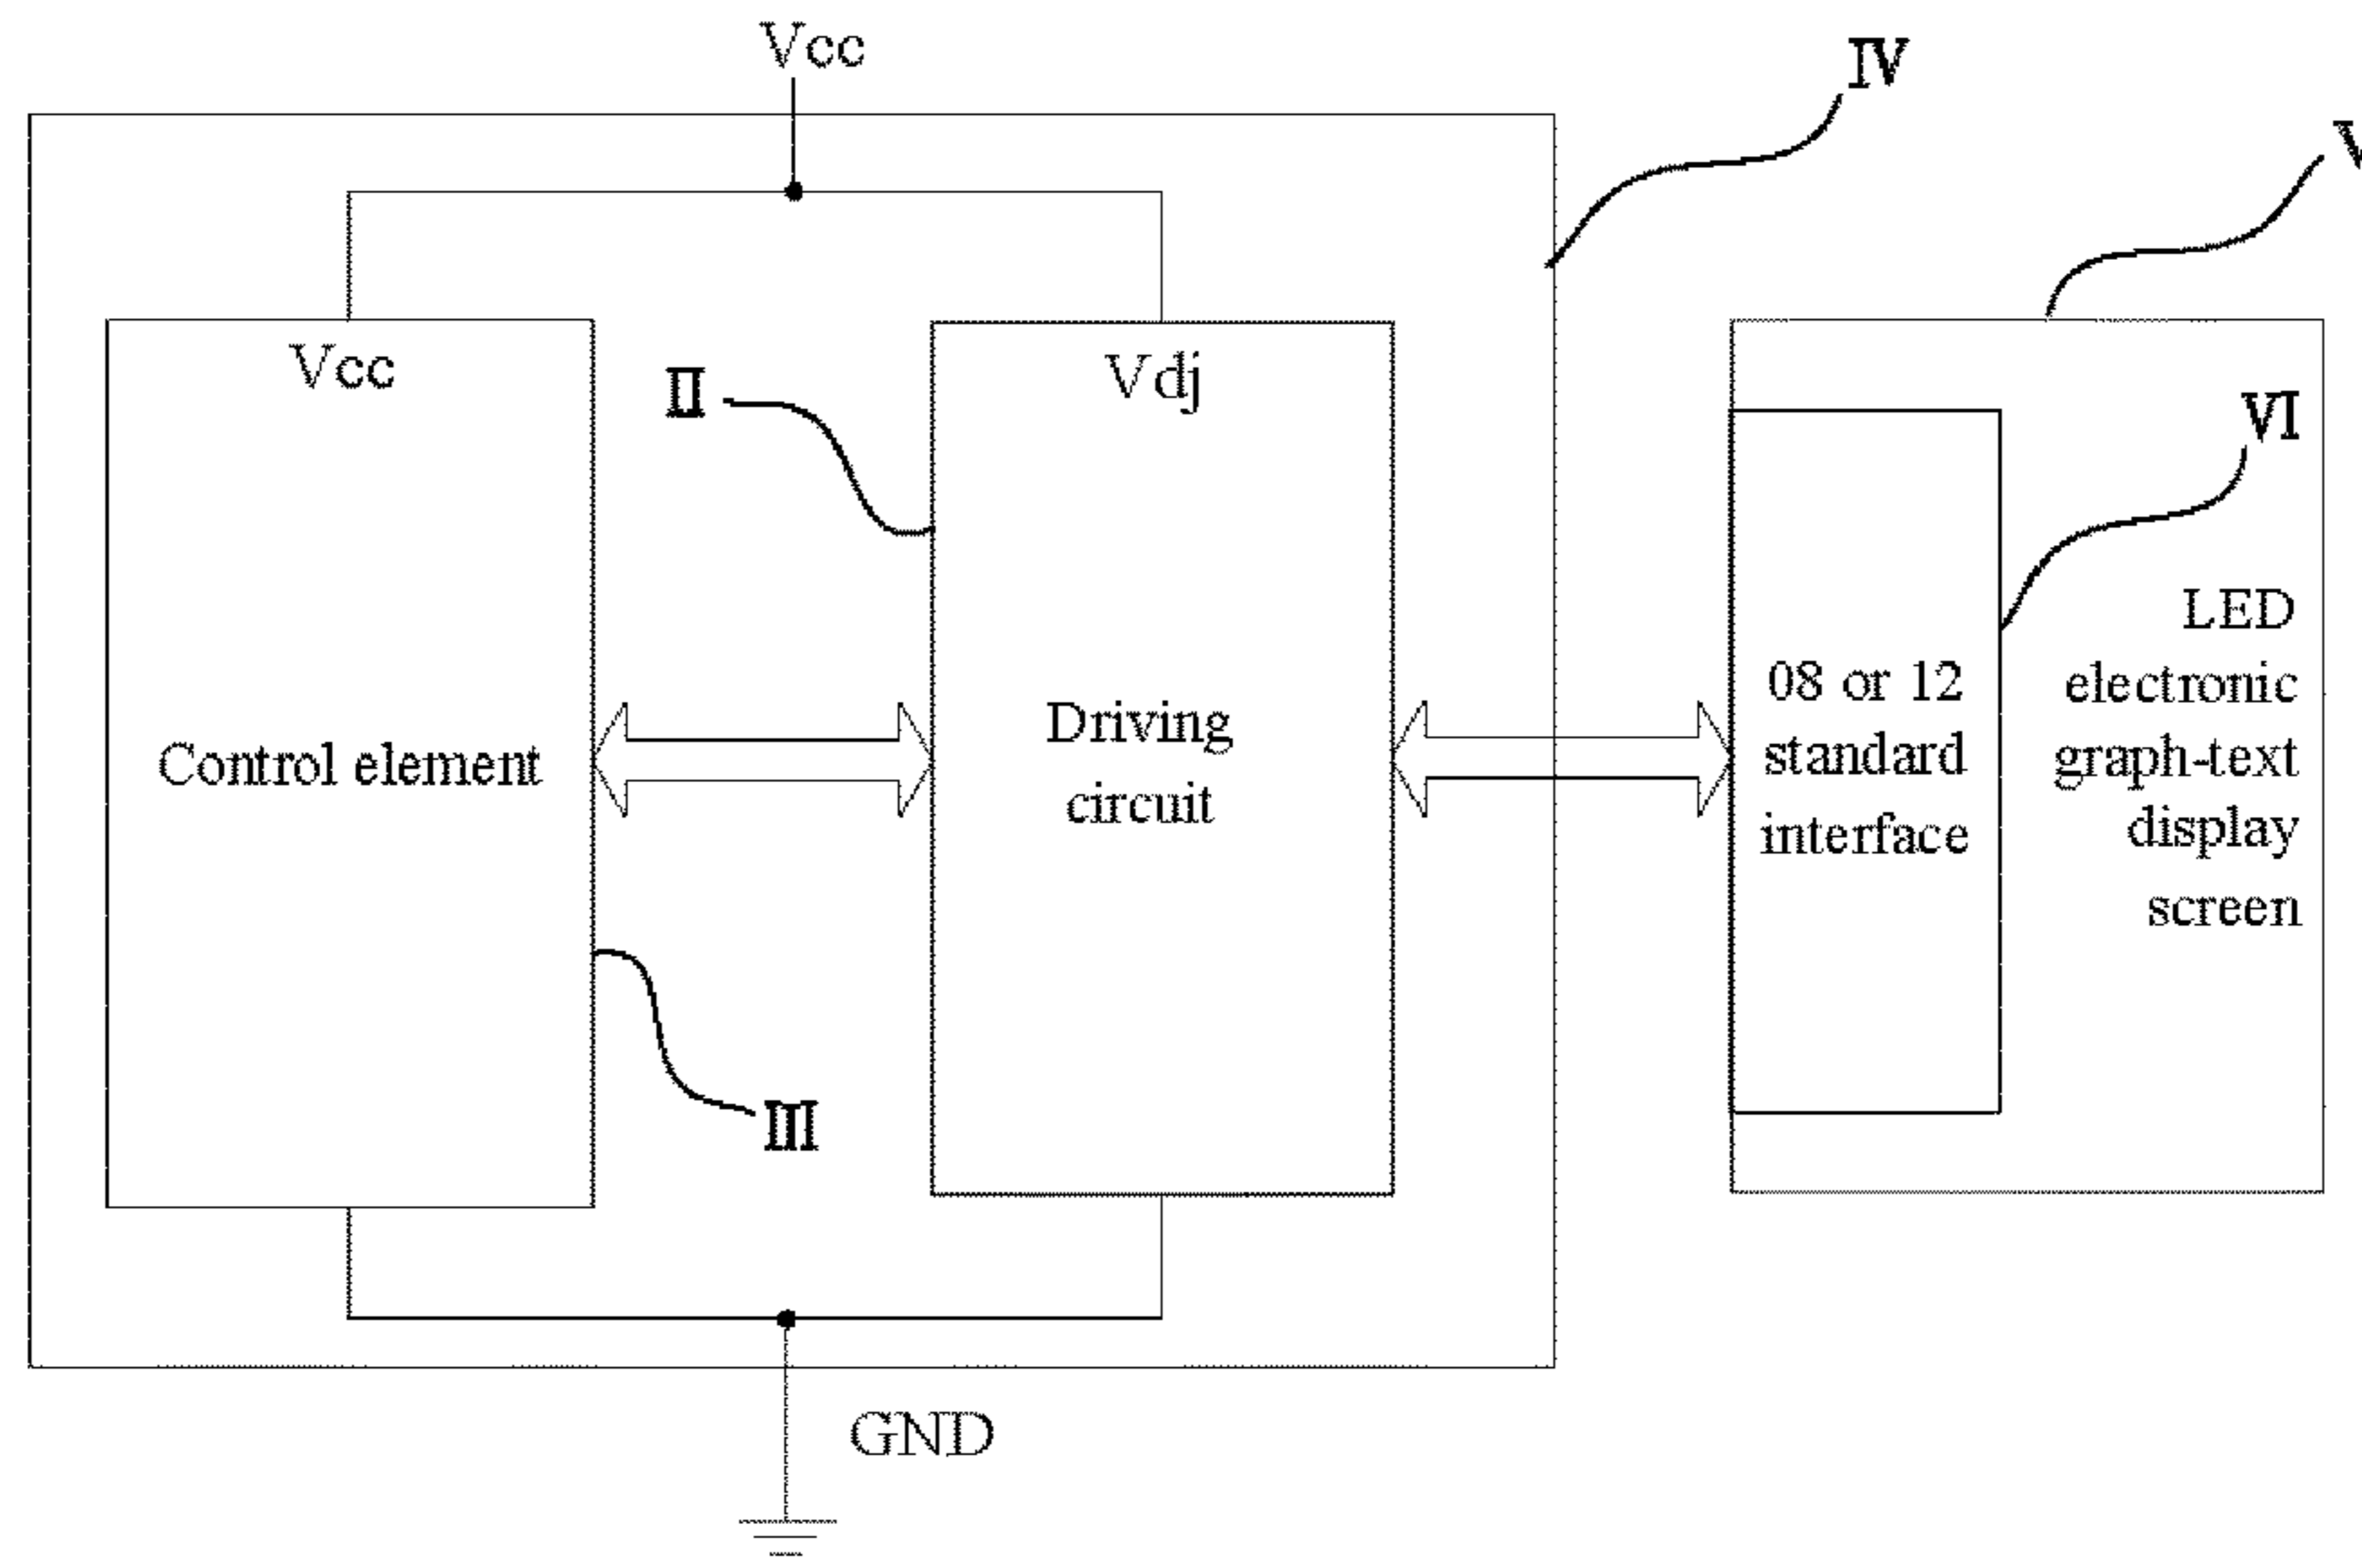 Vcc
IV
V
Vcc
II
Vdj
VI
Control element
Driving
circuit
08 or 12
standard
interface
LED
electronic
graph-text
display
screen
III
GND